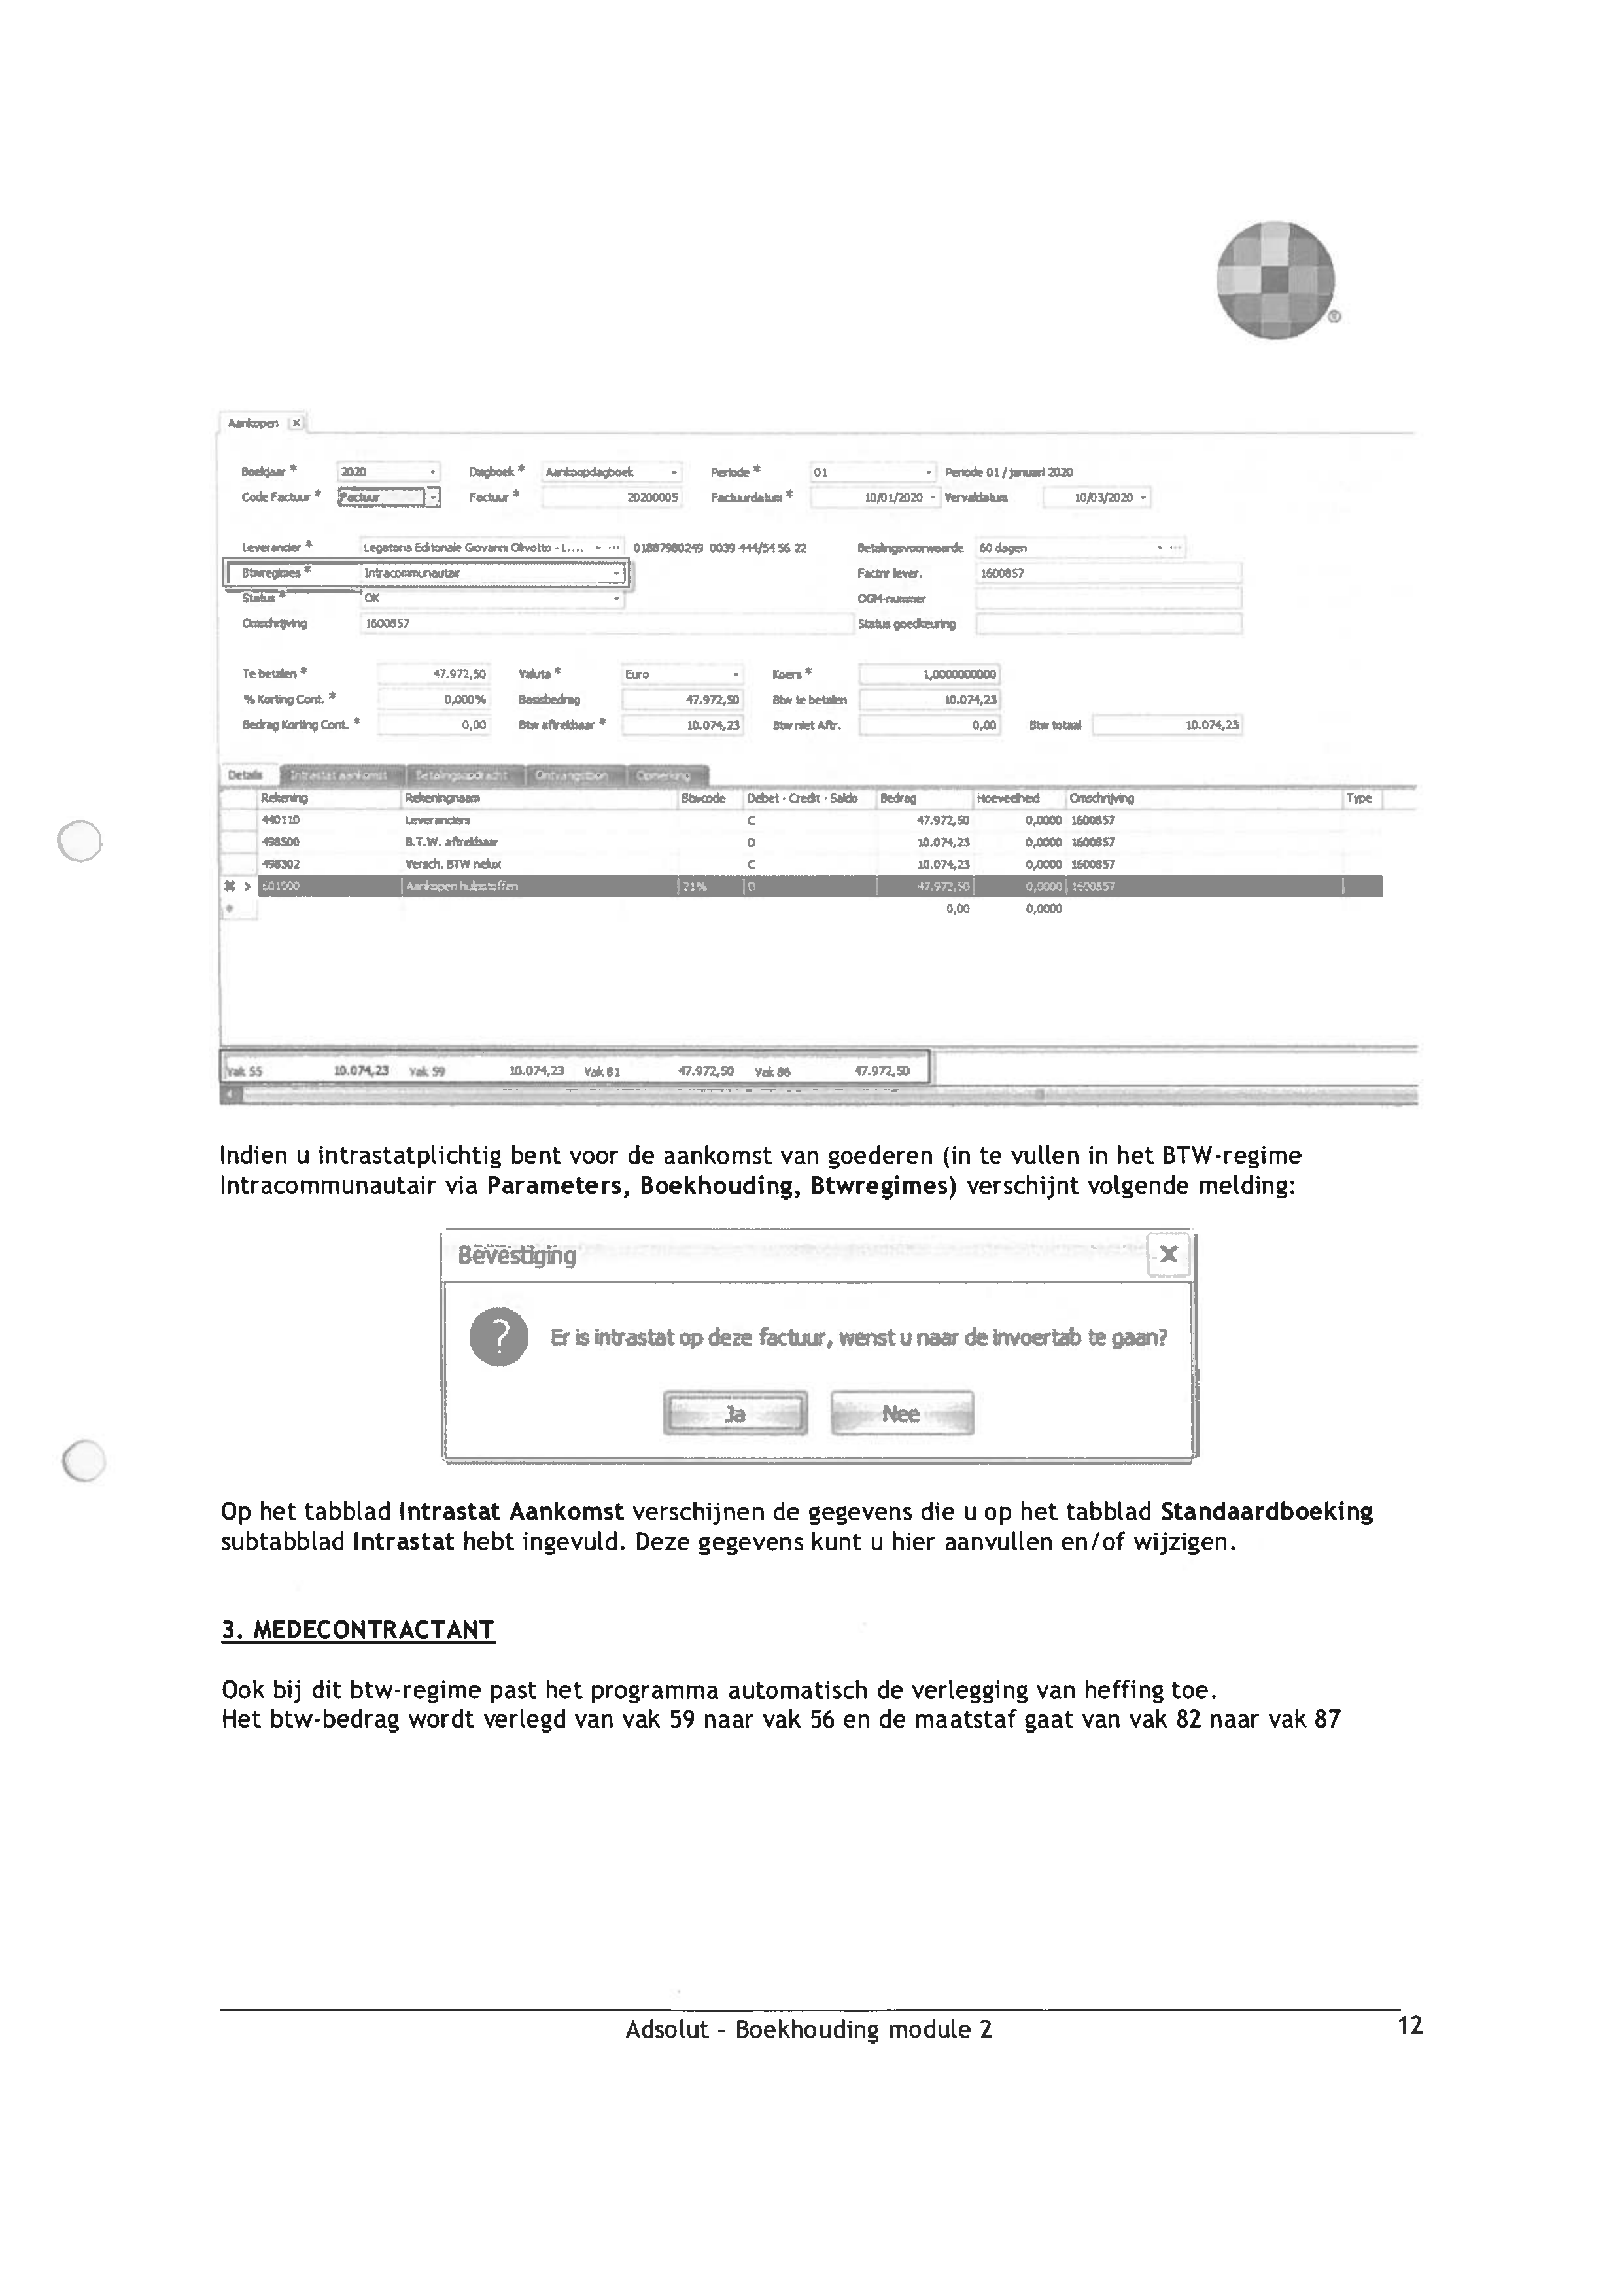 ®
Aankopen x
Boekjaar * 2020 Dagboek * Aankoopdagboek Periode * 01 Periode 01 / januari 2020
Code Factuur * Factuur Factuur * 20200005 Factuurdatum * 10/01/2020 Vervaldatum 10/03/2020
Leverancier * Legatoria Editoriale Giovanni Olivotto - L.... 01887980249 0039 444/54 56 22 Betalingsvoorwaarde 60 dagen
Btwregimes * Intracommunautair Factnr lever. 1600857
Status * OK OGM-nummer
Omschrijving 1600857 Status goedkeuring
Te betalen * 47.972,50 Valuta * Euro Koers * 1,0000000000
% Korting Cont. * 0,000% Basisbedrag 47.972,50 Btw te betalen 10.074,23
Bedrag Korting Cont. * 0,00 Btw aftrekbaar * 10.074,23 Btw niet Aftr. 0,00 Btw totaal 10.074,23
Details Intrastat aankomst Betalingsopdracht Ontvangstbon Opmerking
Rekening Rekeningnaam Btwcode Debet - Credit - Saldo Bedrag Hoeveelheid Omschrijving Type
440110 Leveranciers C 47.972,50 0,0000 1600857
498500 B.T.W. aftrekbaar D 10.074,23 0,0000 1600857
498302 Versch. BTW C 10.074,23 0,0000 1600857
601000 Aankopen hulpstoffen 21% D 47.972,50 0,0000 1600857
0,00 0,0000
Vak 55 10.074,23 Vak 59 10.074,23 Vak 81 47.972,50 Vak 86 47.972,50
Indien u intrastatplichtig bent voor de aankomst van goederen (in te vullen in het BTW-regime
Intracommunautair via Parameters, Boekhouding, Btwregimes) verschijnt volgende melding:
Bevestiging x
? Er is intrastat op deze factuur, wenst u naar de invoertab te gaan?
Ja Nee
Op het tabblad Intrastat Aankomst verschijnen de gegevens die u op het tabblad Standaardboeking
subtabblad Intrastat hebt ingevuld. Deze gegevens kunt u hier aanvullen en/of wijzigen.
3. MEDECONTRACTANT
Ook bij dit btw-regime past het programma automatisch de verlegging van heffing toe.
Het btw-bedrag wordt verlegd van vak 59 naar vak 56 en de maatstaf gaat van vak 82 naar vak 87
Adsolut - Boekhouding module 2
12